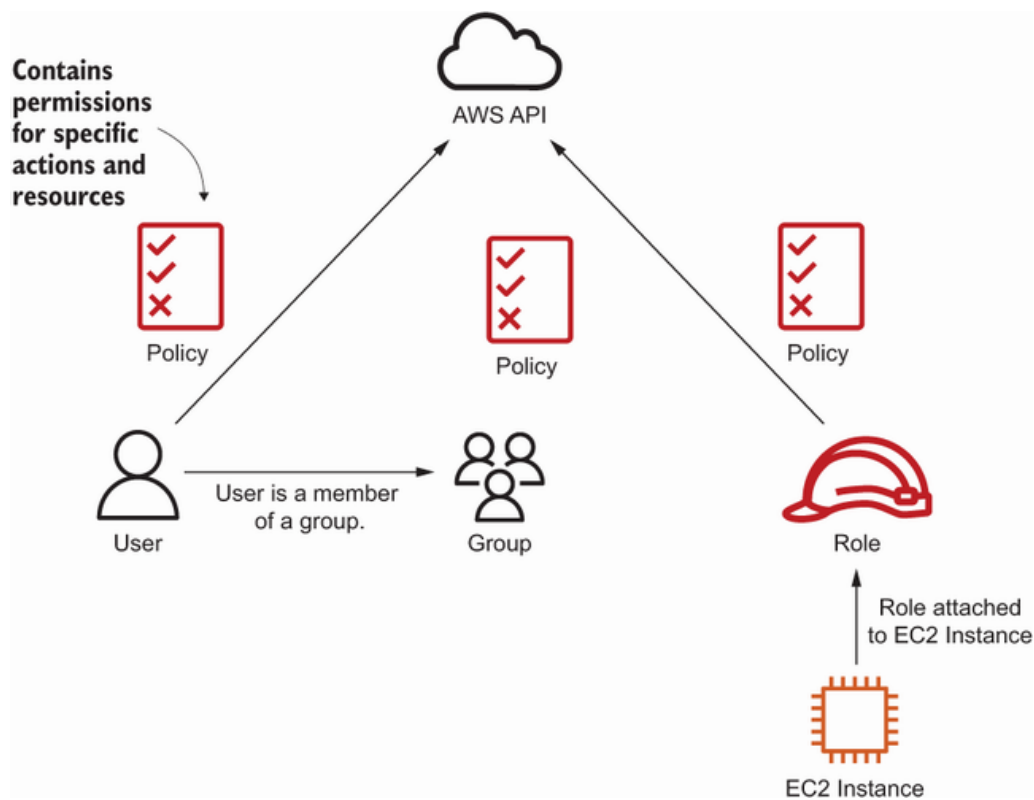 Contains
permissions
for specific
actions and
resources
AWS API
Policy
Policy
Policy
User is a member
of a group.
User
Group
Role
Role attached
to EC2 Instance
EC2 Instance